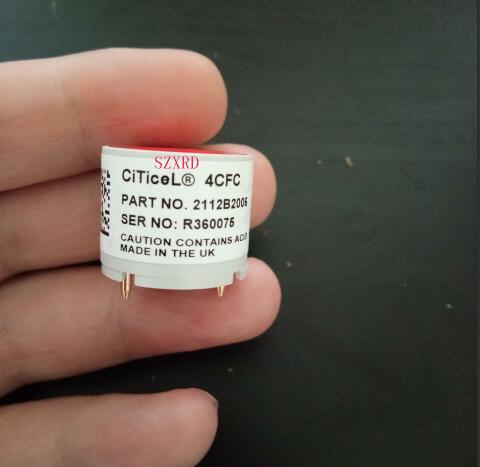 SZXRD
CiTiceL® 4CFC
PART NO. 2112B2006
SER NO: R360075
CAUTION CONTAINS ACID
MADE IN THE UK